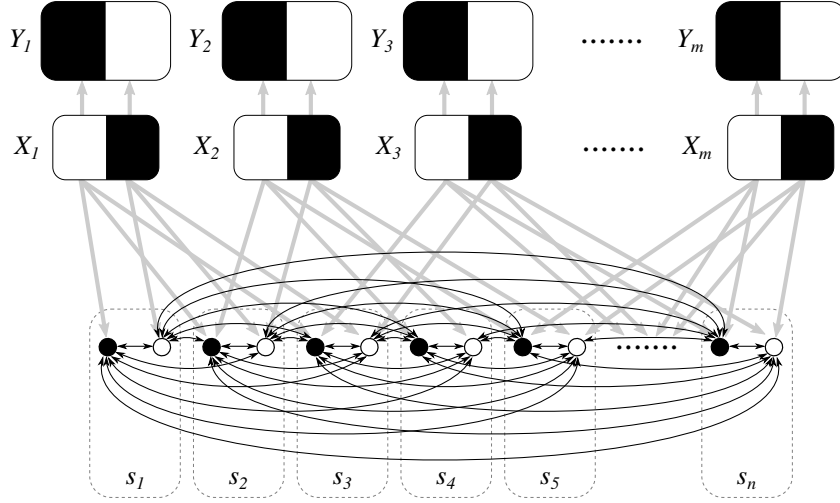 Y1 Y2 Y3 ....... Ym
X1 X2 X3 ....... Xm
.......
s1 s2 s3 s4 s5 sn